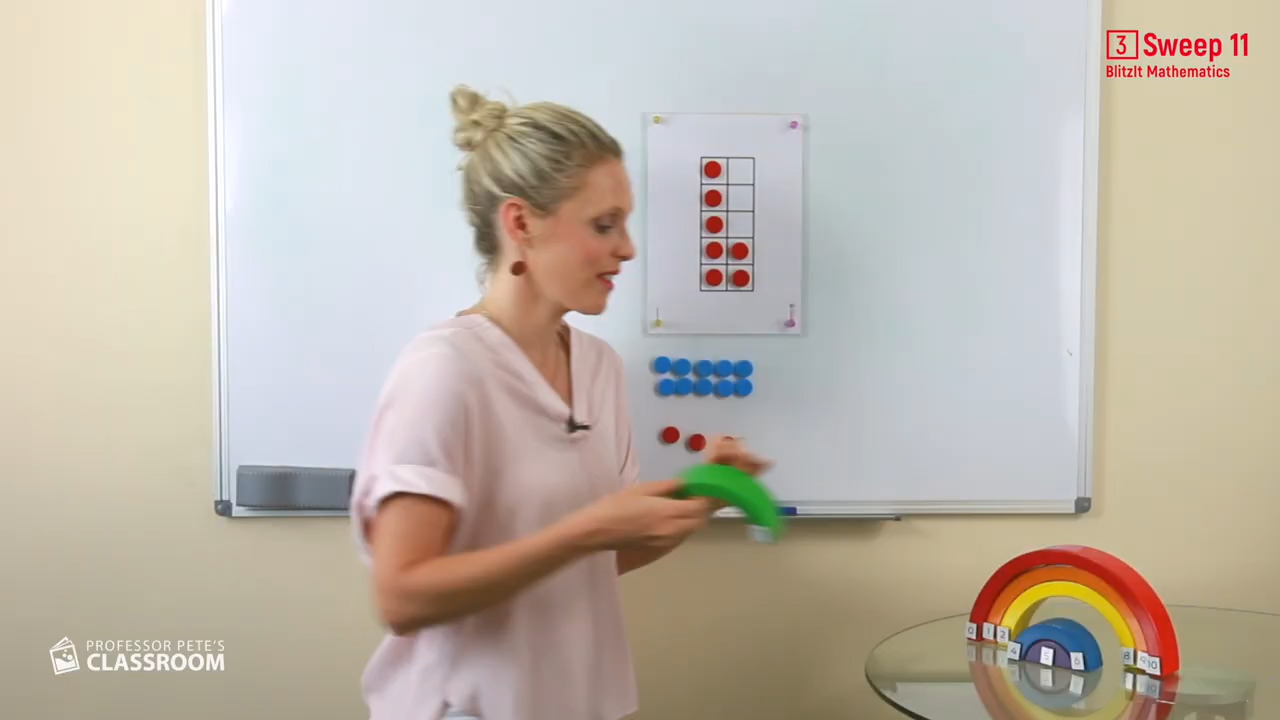 3 Sweep 11
BlitzIt Mathematics
PROFESSOR PETE'S
CLASSROOM
0 1 2 4 5 6 8 9 10